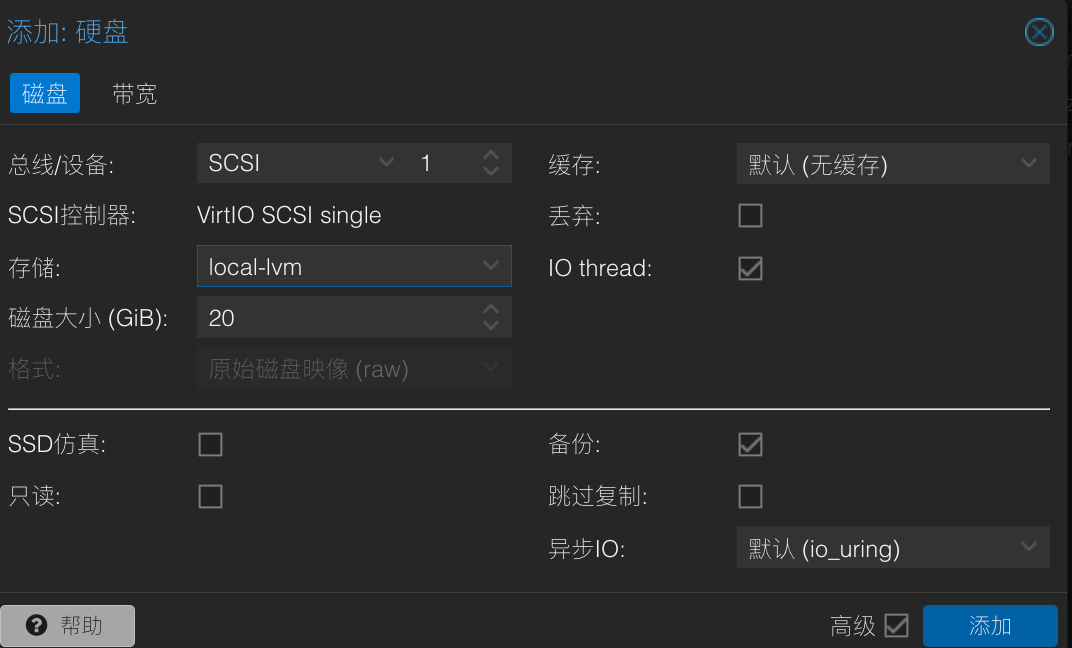 添加: 硬盘
磁盘 带宽
总线/设备: SCSI 1 缓存: 默认 (无缓存)
SCSI控制器: VirtIO SCSI single 丢弃:
存储: local-lvm IO thread:
磁盘大小 (GiB): 20
格式: 原始磁盘映像 (raw)
SSD仿真: 备份:
只读: 跳过复制:
异步IO: 默认 (io_uring)
帮助 高级 添加